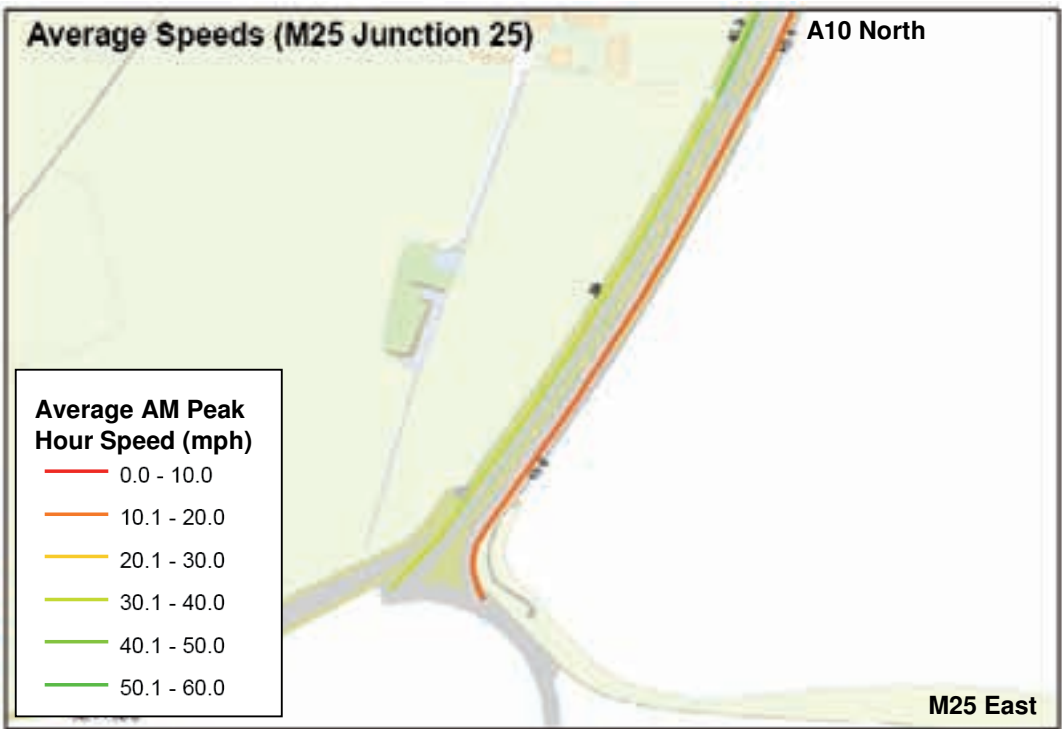 Average Speeds (M25 Junction 25)
A10 North
Average AM Peak
Hour Speed (mph)
0.0 - 10.0
10.1 - 20.0
20.1 - 30.0
30.1 - 40.0
40.1 - 50.0
50.1 - 60.0
M25 East